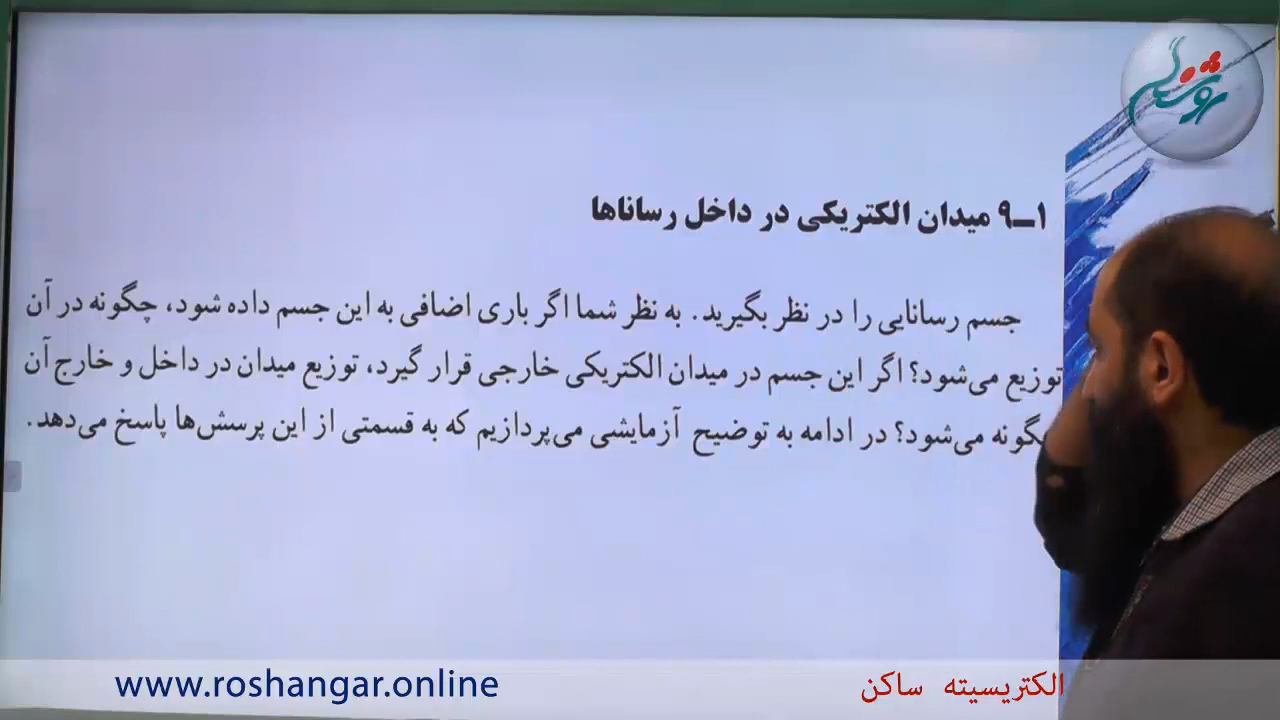 روشنگر
۱ــ۹ میدان الکتریکی در داخل رساناها
جسم رسانایی را در نظر بگیرید. به نظر شما اگر باری اضافی به این جسم داده شود، چگونه در آن
توزیع می‌شود؟ اگر این جسم در میدان الکتریکی خارجی قرار گیرد، توزیع میدان در داخل و خارج آن
می‌شود؟ در ادامه به توضیح آزمایشی می‌پردازیم که به قسمتی از این پرسش‌ها پاسخ می‌دهد.
www.roshangar.online
الکتریسیته ساکن